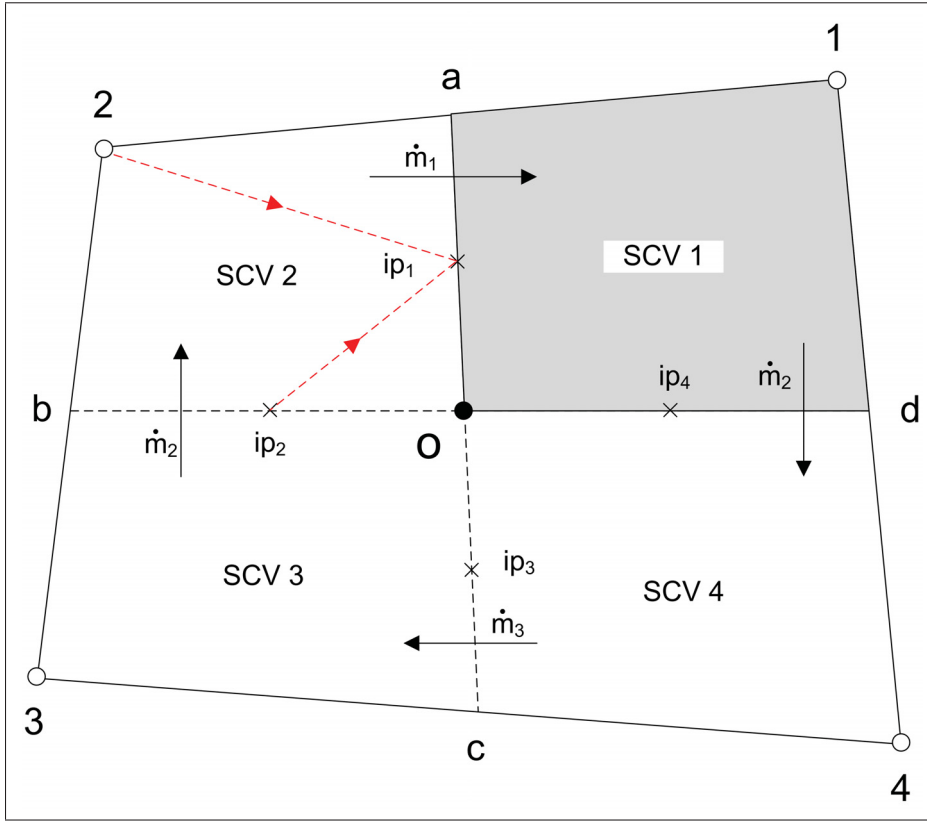 1
a
2
ṁ₁
ip₁
SCV 1
SCV 2
ip₄
ṁ₂
b
d
ṁ₂
ip₂
O
SCV 3
ip₃
SCV 4
ṁ₃
3
c
4